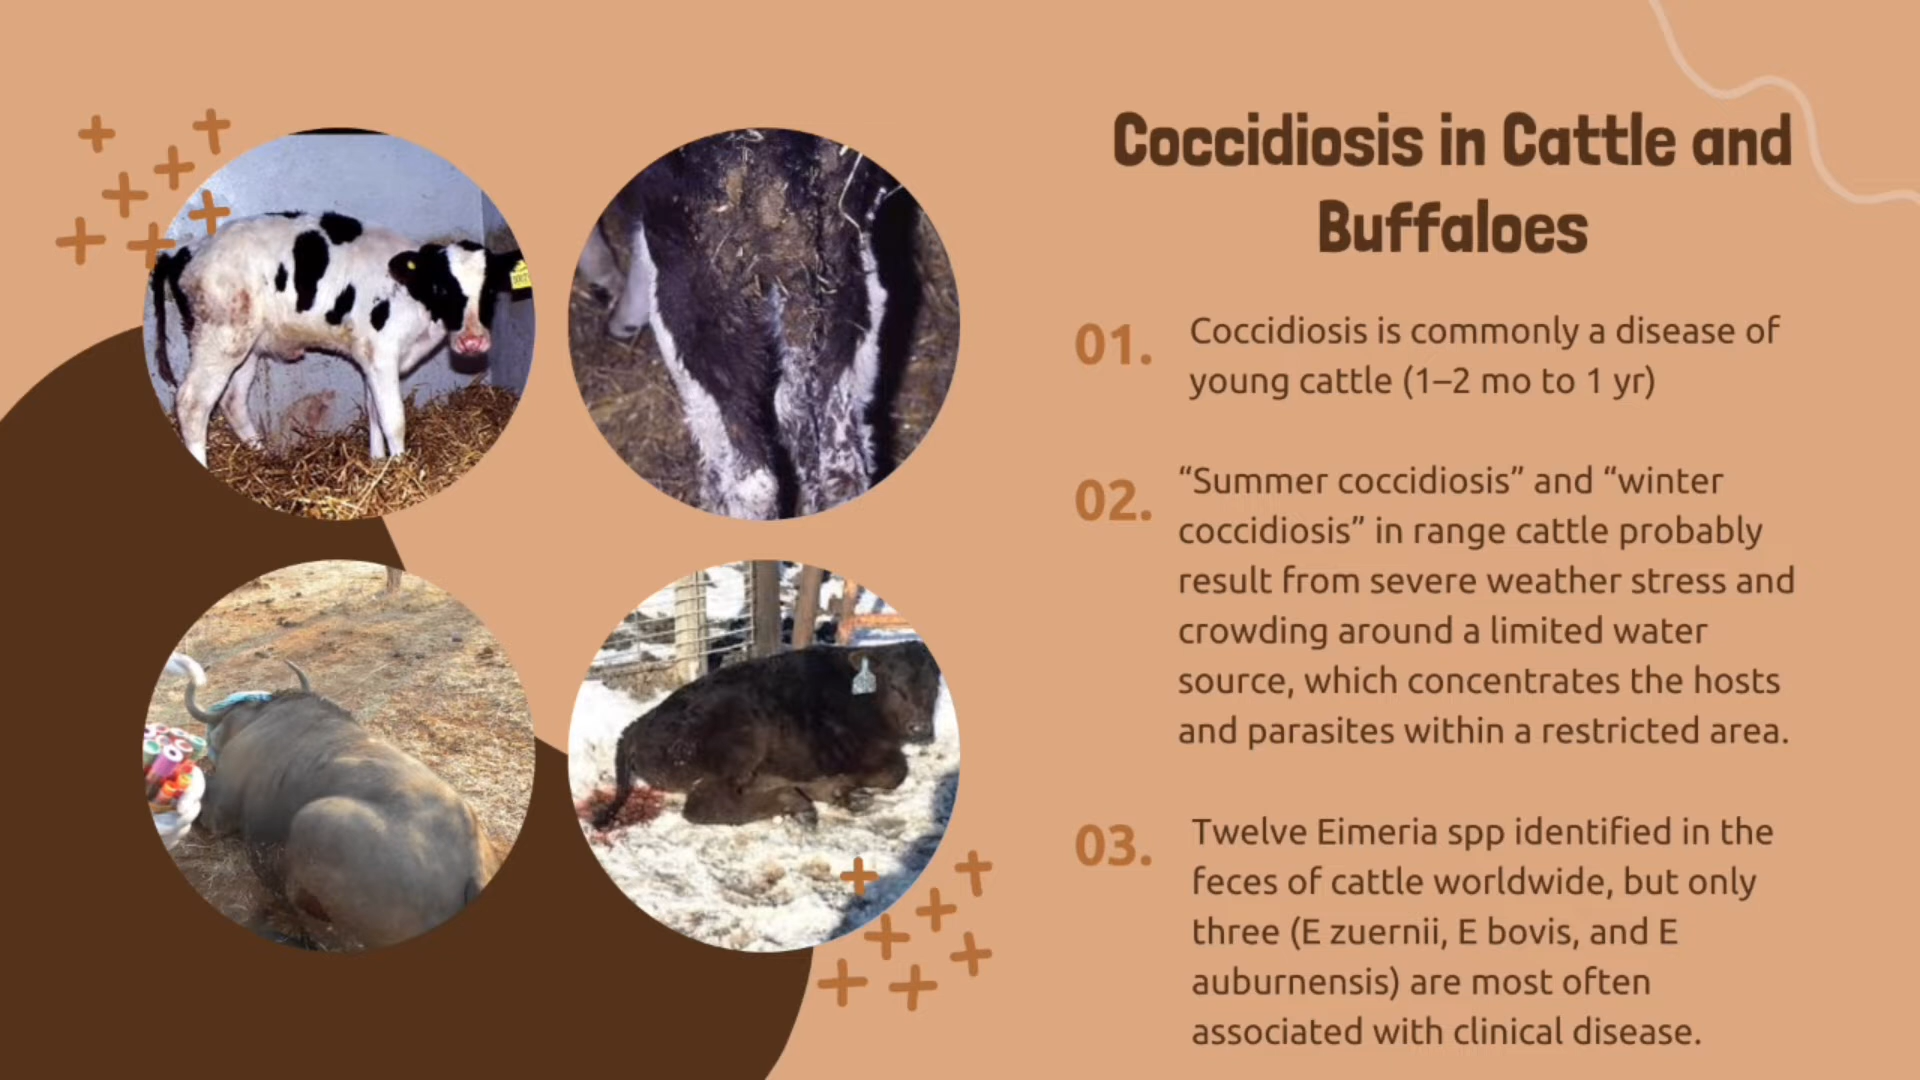 Coccidiosis in Cattle and
Buffaloes
01.
Coccidiosis is commonly a disease of
young cattle (1–2 mo to 1 yr)
02.
“Summer coccidiosis” and “winter
coccidiosis” in range cattle probably
result from severe weather stress and
crowding around a limited water
source, which concentrates the hosts
and parasites within a restricted area.
03.
Twelve Eimeria spp identified in the
feces of cattle worldwide, but only
three (E zuernii, E bovis, and E
auburnensis) are most often
associated with clinical disease.